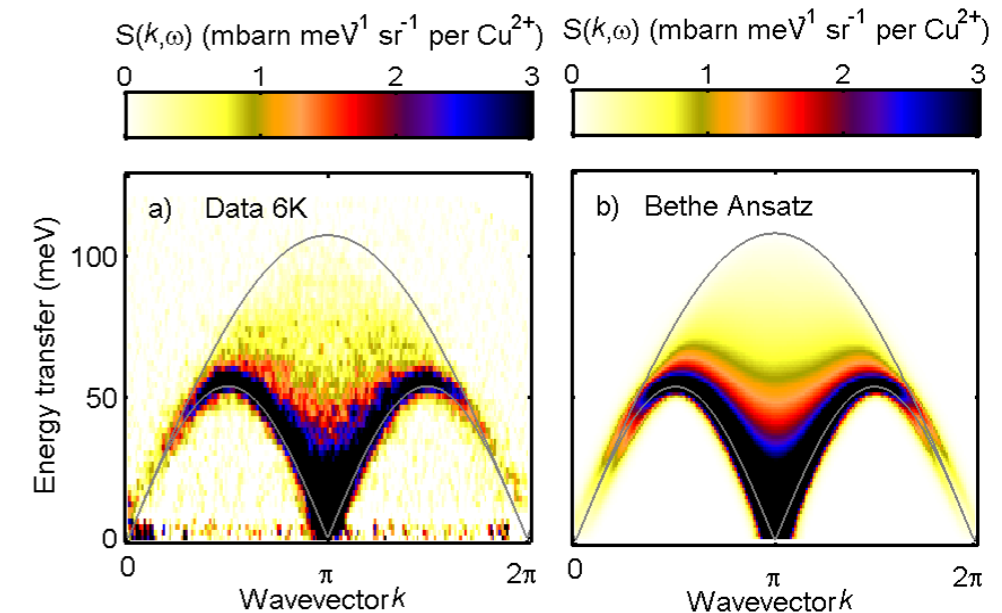 S(k,ω) (mbarn meV⁻¹ sr⁻¹ per Cu²⁺)
0 1 2 3
a) Data 6K
Energy transfer (meV)
100
50
0
0 π 2π
Wavevector k
S(k,ω) (mbarn meV⁻¹ sr⁻¹ per Cu²⁺)
0 1 2 3
b) Bethe Ansatz
0 π 2π
Wavevector k